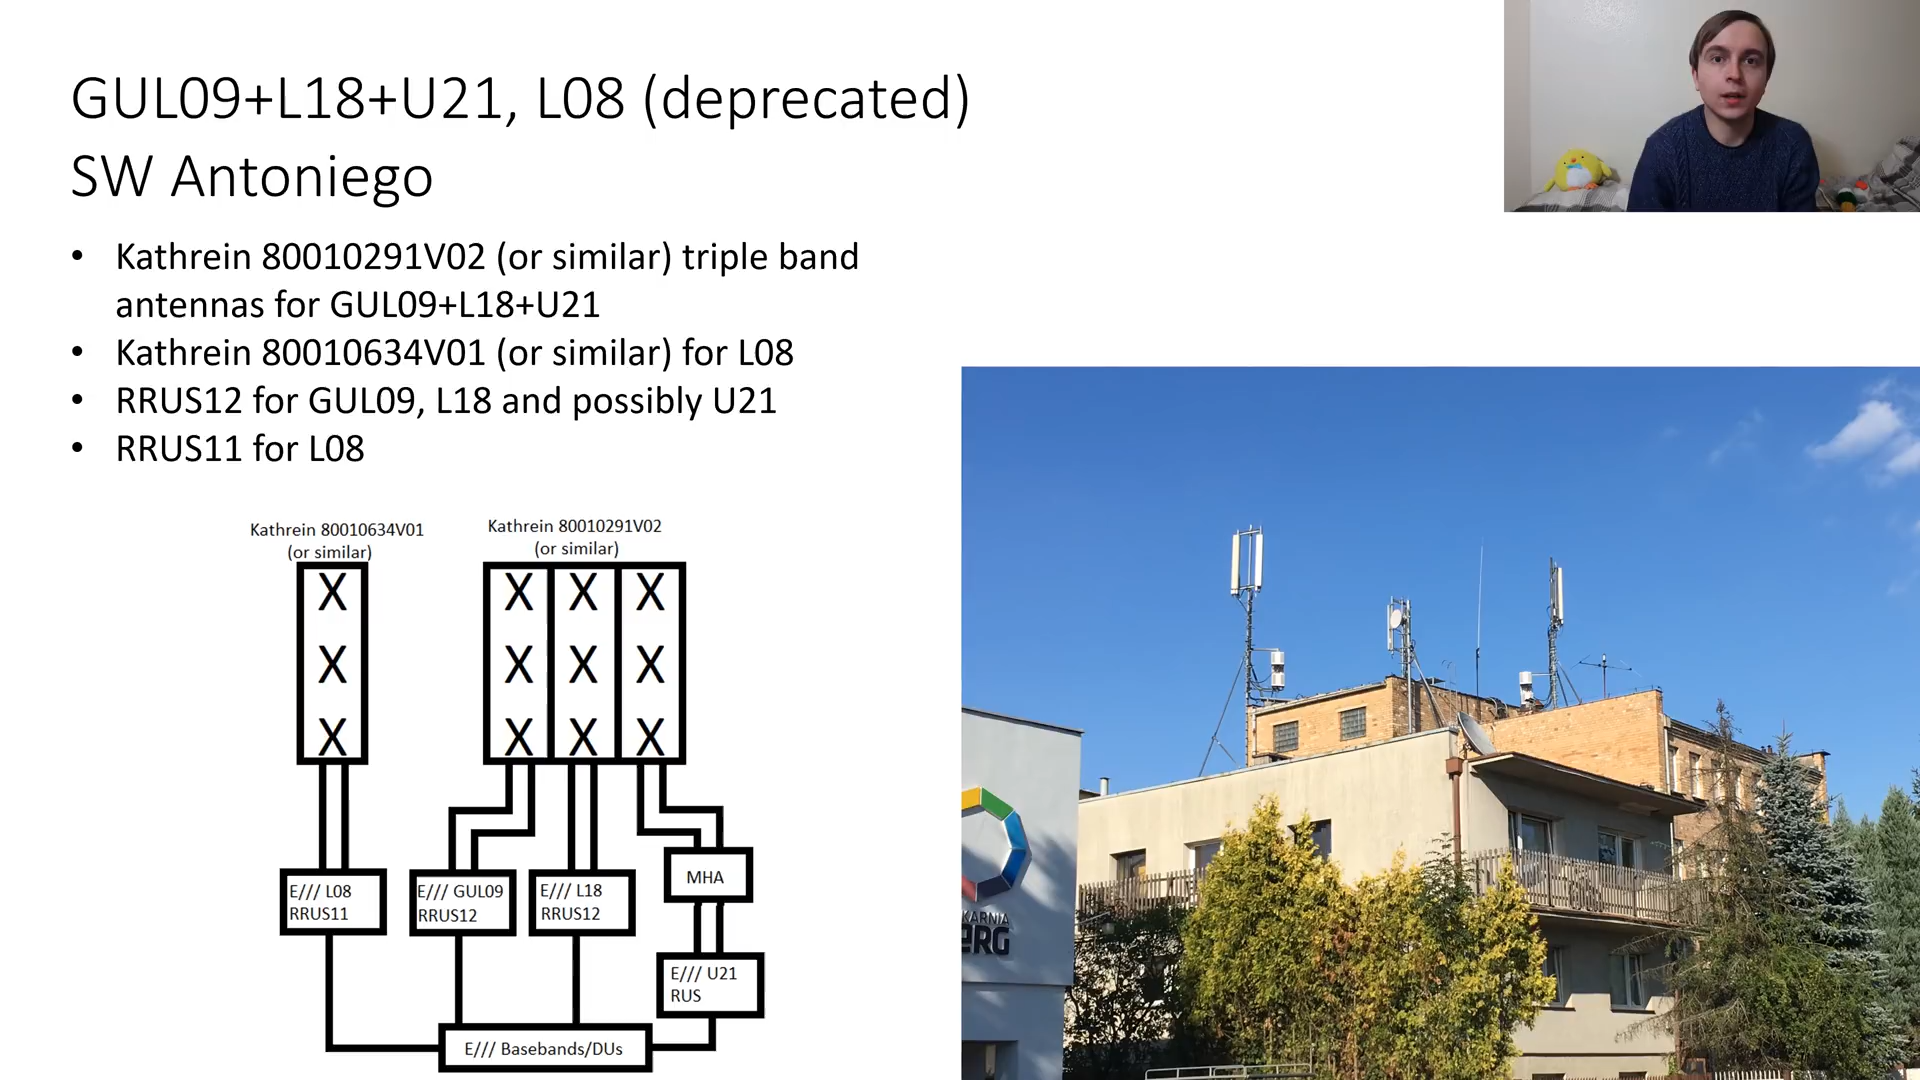 GUL09+L18+U21, L08 (deprecated)
SW Antoniego
• Kathrein 80010291V02 (or similar) triple band
antennas for GUL09+L18+U21
• Kathrein 80010634V01 (or similar) for L08
• RRUS12 for GUL09, L18 and possibly U21
• RRUS11 for L08
Kathrein 80010634V01
(or similar)
Kathrein 80010291V02
(or similar)
X X X X
X X X X
X X X X
MHA
E/// L08
RRUS11
E/// GUL09
RRUS12
E/// L18
RRUS12
E/// U21
RUS
E/// Basebands/DUs
KARNIA
ERG